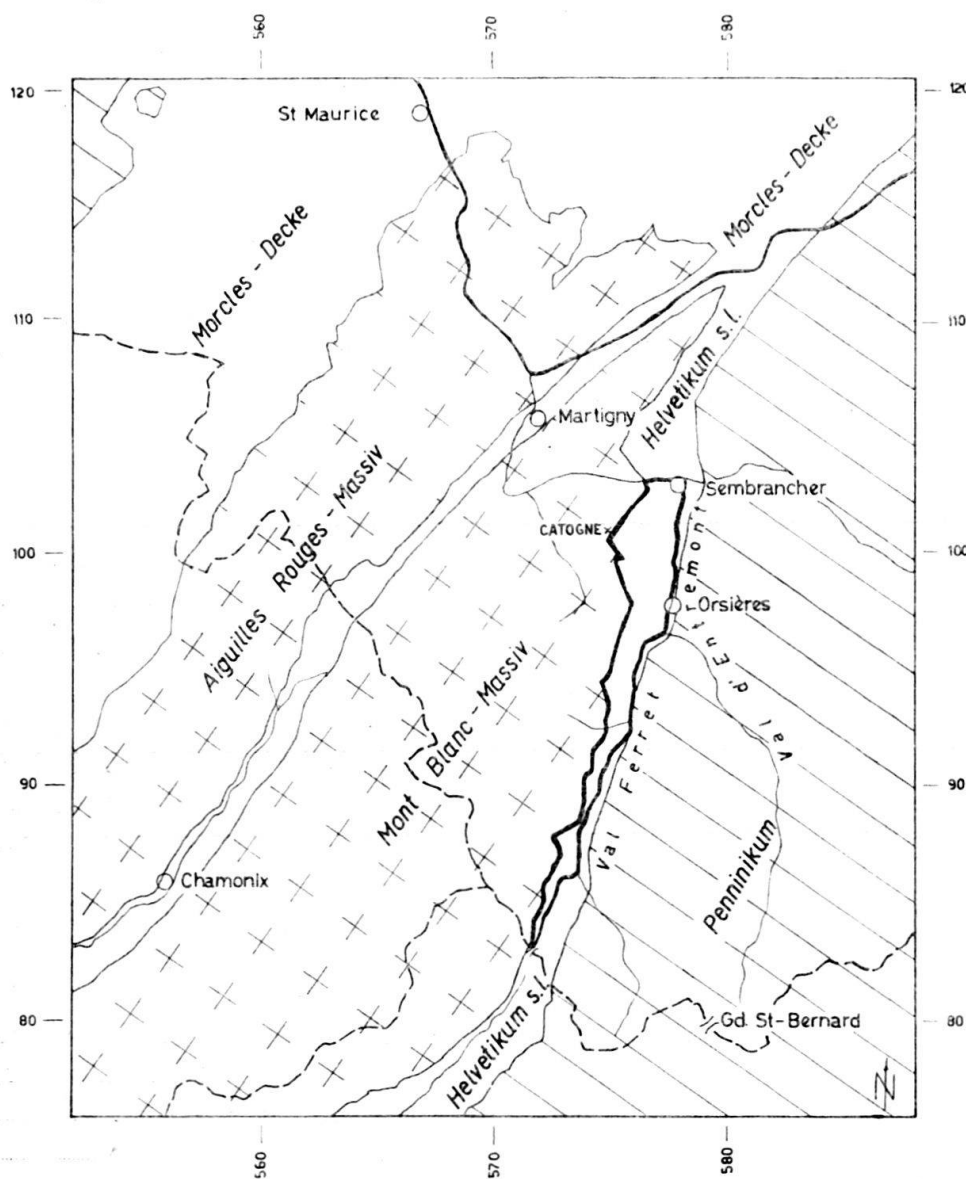 560
570
580
120
120
St Maurice
Morcles - Decke
Morcles - Decke
110
110
Helvetikum s.l.
Martigny
Sembrancher
CATOGNE
Aiguilles Rouges - Massiv
100
100
Orsières
Val d'Entremont
Mont Blanc - Massiv
Val Ferret
90
90
Chamonix
Penninikum
80
80
Gd. St-Bernard
Helvetikum s.l.
N
560
570
580